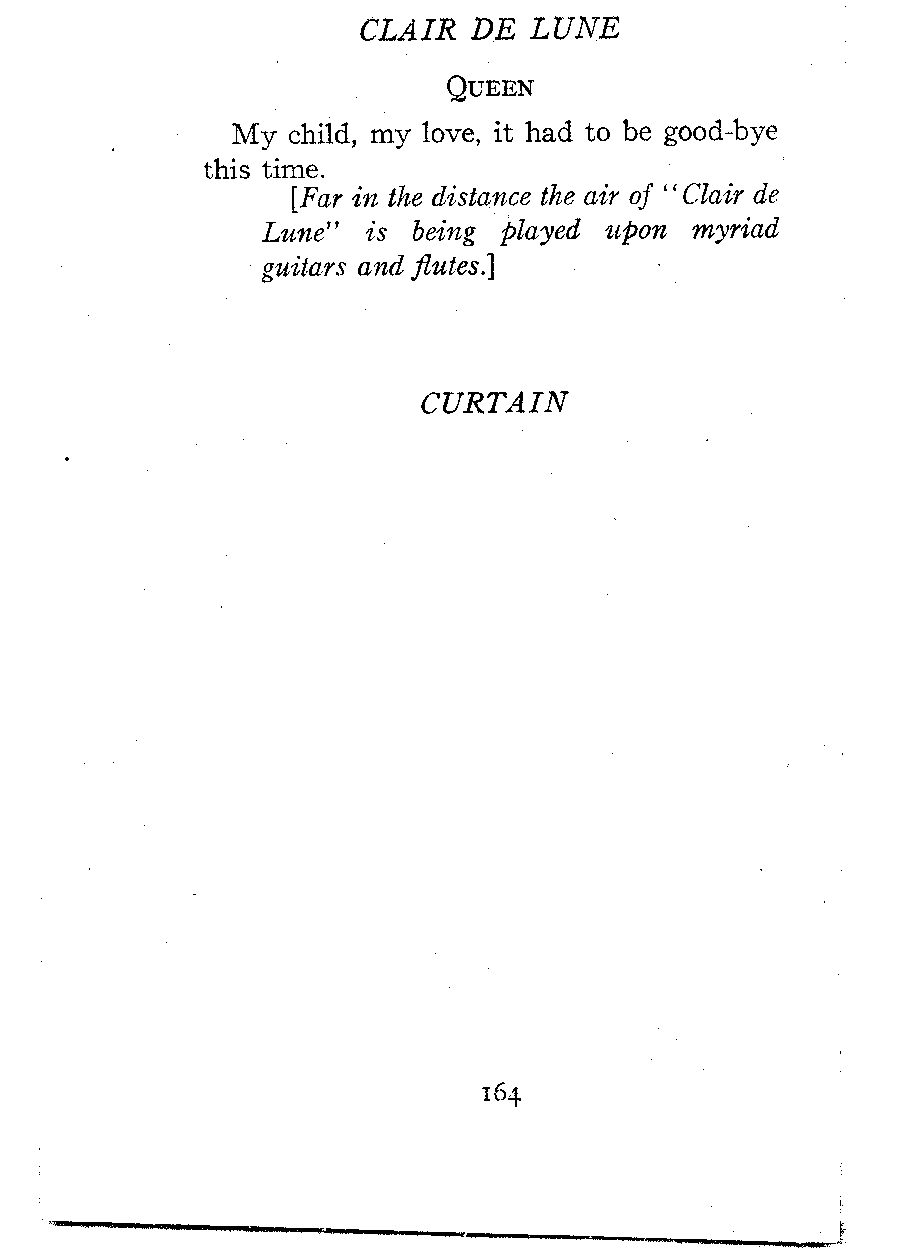 CLAIR DE LUNE
QUEEN
My child, my love, it had to be good-bye
this time.
[Far in the distance the air of "Clair de
Lune" is being played upon myriad
guitars and flutes.]
CURTAIN
164